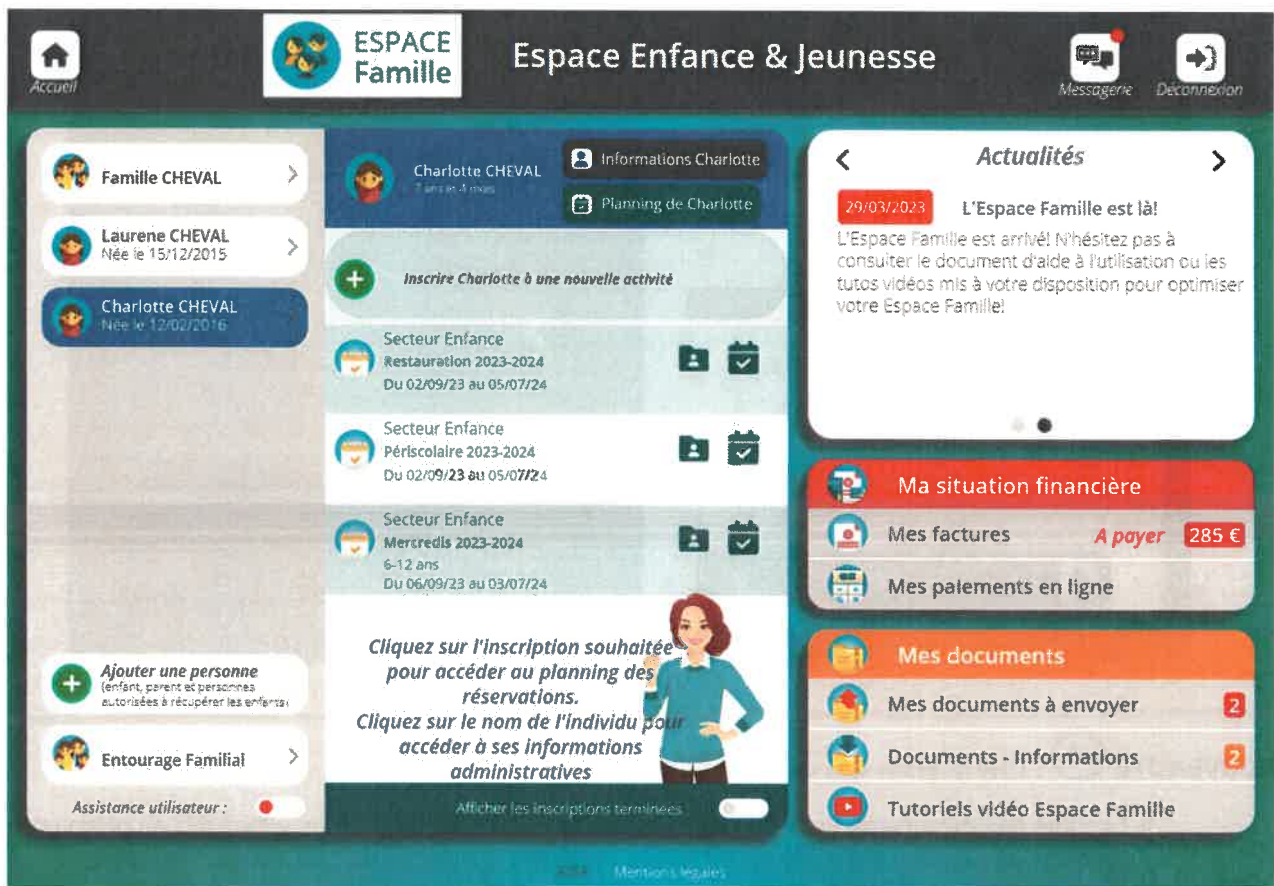 Accueil
ESPACE
Famille
Espace Enfance & Jeunesse
Messagerie
Déconnexion
Famille CHEVAL
Laurene CHEVAL
Née le 15/12/2015
Charlotte CHEVAL
Née le 12/02/2016
Ajouter une personne
(enfant, parent et personnes
autorisées à récupérer les enfants)
Entourage Familial
Assistance utilisateur :
Charlotte CHEVAL
7 ans et 4 mois
Informations Charlotte
Planning de Charlotte
Inscrire Charlotte à une nouvelle activité
Secteur Enfance
Restauration 2023-2024
Du 02/09/23 au 05/07/24
Secteur Enfance
Périscolaire 2023-2024
Du 02/09/23 au 05/07/24
Secteur Enfance
Mercredis 2023-2024
6-12 ans
Du 06/09/23 au 03/07/24
Cliquez sur l'inscription souhaitée
pour accéder au planning des
réservations.
Cliquez sur le nom de l'individu pour
accéder à ses informations
administratives
Afficher les inscriptions terminées
Actualités
29/03/2023
L'Espace Famille est là!
L'Espace Famille est arrivé! N'hésitez pas à
consulter le document d'aide à l'utilisation ou les
tutos vidéos mis à votre disposition pour optimiser
votre Espace Famille!
Ma situation financière
Mes factures
A payer
285 €
Mes paiements en ligne
Mes documents
Mes documents à envoyer
2
Documents - Informations
2
Tutoriels vidéo Espace Famille
Mentions légales